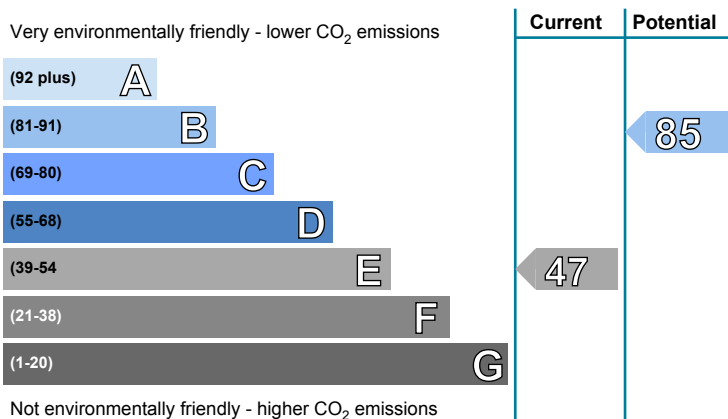 Very environmentally friendly - lower CO₂ emissions
Current
Potential
(92 plus) A
(81-91) B
85
(69-80) C
(55-68) D
(39-54 E
47
(21-38) F
(1-20) G
Not environmentally friendly - higher CO₂ emissions